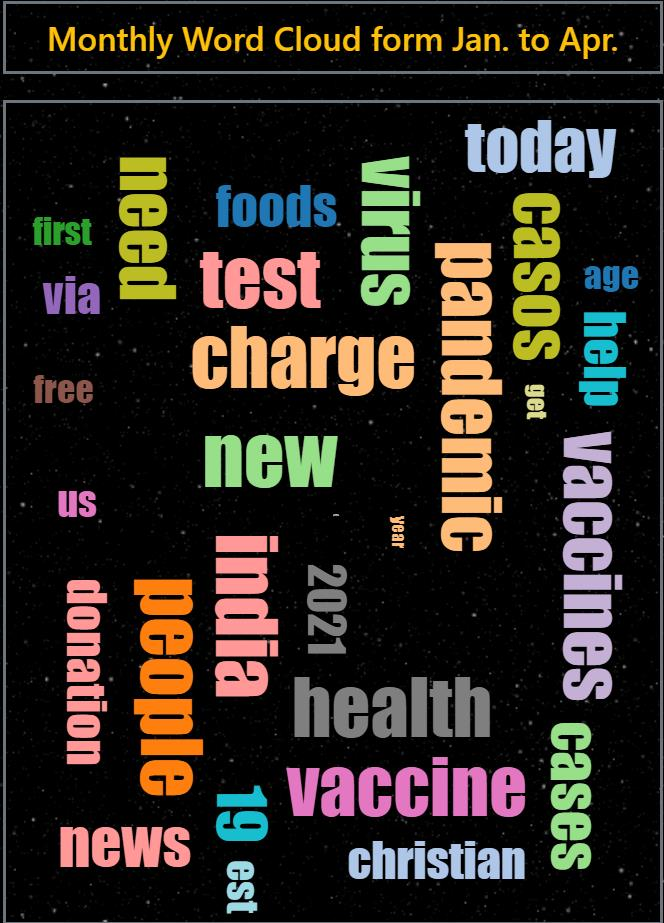 Monthly Word Cloud form Jan. to Apr.
today
need
foods
virus
casos
first
test
pandemic
age
via
help
charge
free
get
new
vaccines
us
year
india
2021
donation
people
health
cases
vaccine
19
news
christian
est